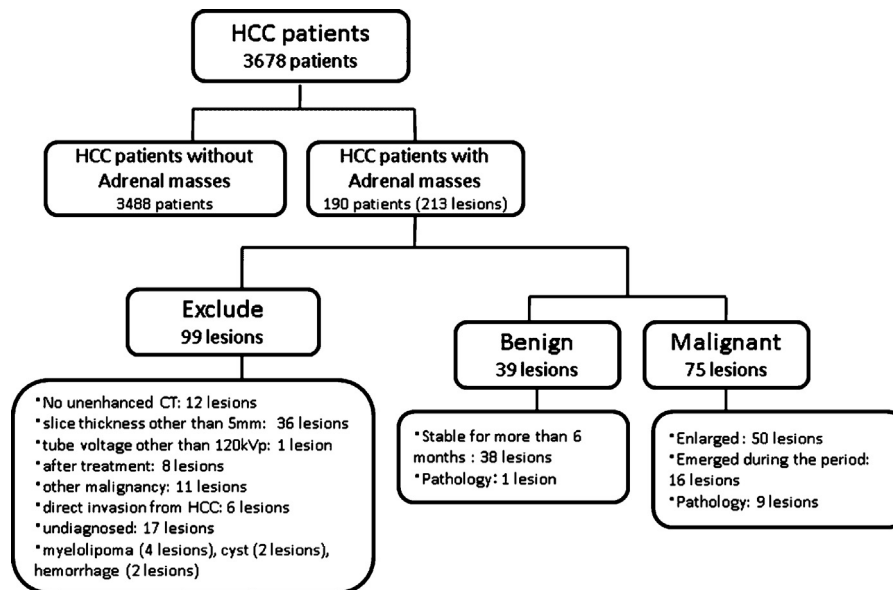 HCC patients
3678 patients
HCC patients without
Adrenal masses
3488 patients
HCC patients with
Adrenal masses
190 patients (213 lesions)
Exclude
99 lesions
Benign
39 lesions
Malignant
75 lesions
•No unenhanced CT: 12 lesions
•slice thickness other than 5mm: 36 lesions
•tube voltage other than 120kVp: 1 lesion
•after treatment: 8 lesions
•other malignancy: 11 lesions
•direct invasion from HCC: 6 lesions
•undiagnosed: 17 lesions
•myelolipoma (4 lesions), cyst (2 lesions),
hemorrhage (2 lesions)
•Stable for more than 6
months : 38 lesions
•Pathology: 1 lesion
•Enlarged : 50 lesions
•Emerged during the period:
16 lesions
•Pathology: 9 lesions